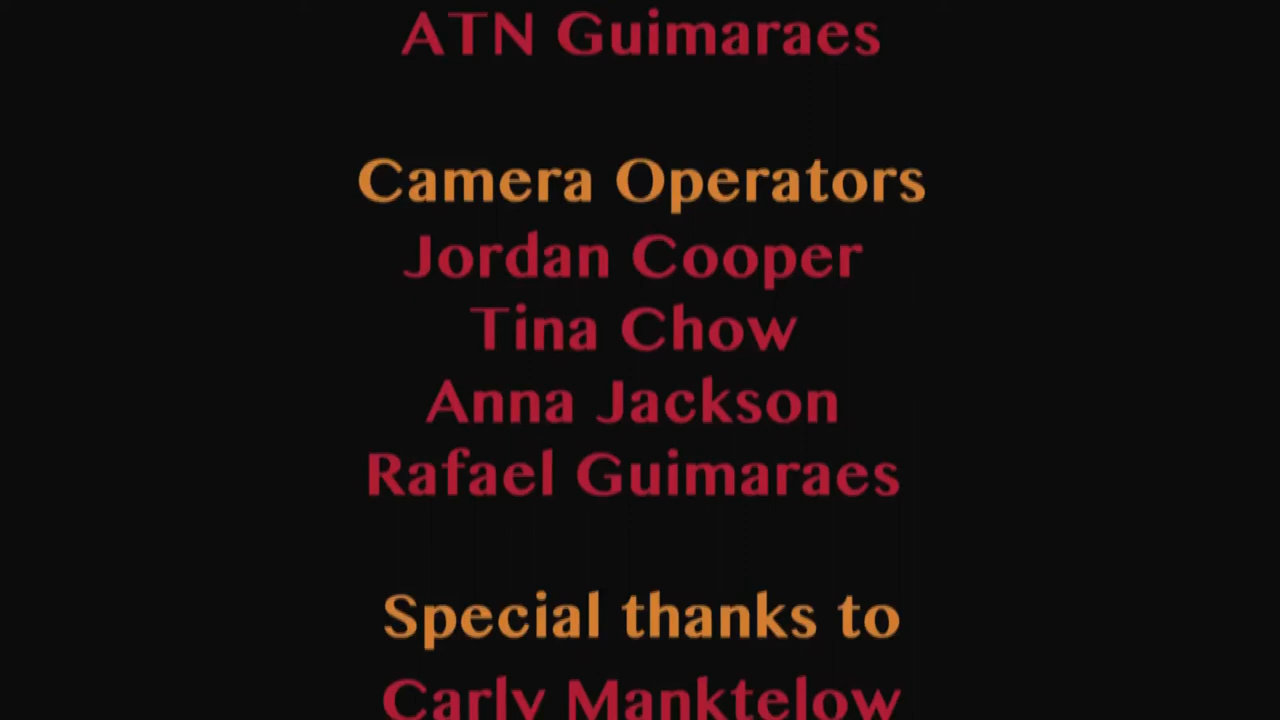 ATN Guimaraes
Camera Operators
Jordan Cooper
Tina Chow
Anna Jackson
Rafael Guimaraes
Special thanks to
Carly Manktelow